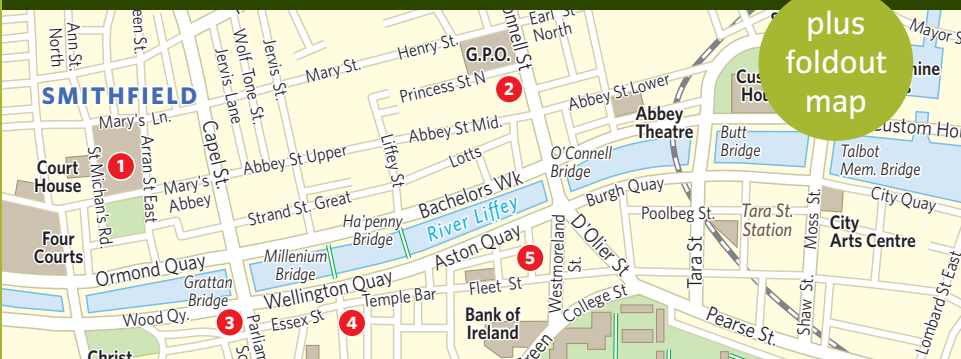 plus
foldout
map
Ann St.
North
Jervis St.
Wolf Tone St.
Jervis Lane
Mary St.
Henry St.
G.P.O.
Earl St
North
Princess St N
2
SMITHFIELD
Mary's Ln.
Capel St.
Abbey St Lower
Abbey
Theatre
Abbey St Mid.
Abbey St Upper
Liffey St
Lotts
Court
House
1
St Michan's Rd.
Arran St East
Mary's
Abbey
Strand St. Great
Bachelors Wk
O'Connell
Bridge
Butt
Bridge
Talbot
Mem. Bridge
City Quay
Burgh Quay
Poolbeg St.
Tara St.
Station
Tara St
Moss St.
City
Arts Centre
Four
Courts
Ormond Quay
Ha'penny
Bridge
River Liffey
Millenium
Bridge
Grattan
Bridge
Wellington Quay
Aston Quay
5
Westmoreland
St.
D'Olier St.
Fleet St
Temple Bar
Wood Qy.
3
Essex St
4
Bank of
Ireland
College St
Pearse St.
Shaw St.
Lombard St East
Christ